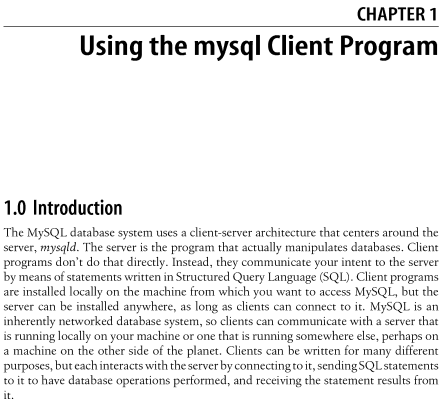 CHAPTER 1
Using the mysql Client Program
1.0 Introduction
The MySQL database system uses a client-server architecture that centers around the
server, mysqld. The server is the program that actually manipulates databases. Client
programs don't do that directly. Instead, they communicate your intent to the server
by means of statements written in Structured Query Language (SQL). Client programs
are installed locally on the machine from which you want to access MySQL, but the
server can be installed anywhere, as long as clients can connect to it. MySQL is an
inherently networked database system, so clients can communicate with a server that
is running locally on your machine or one that is running somewhere else, perhaps on
a machine on the other side of the planet. Clients can be written for many different
purposes, but each interacts with the server by connecting to it, sending SQL statements
to it to have database operations performed, and receiving the statement results from
it.